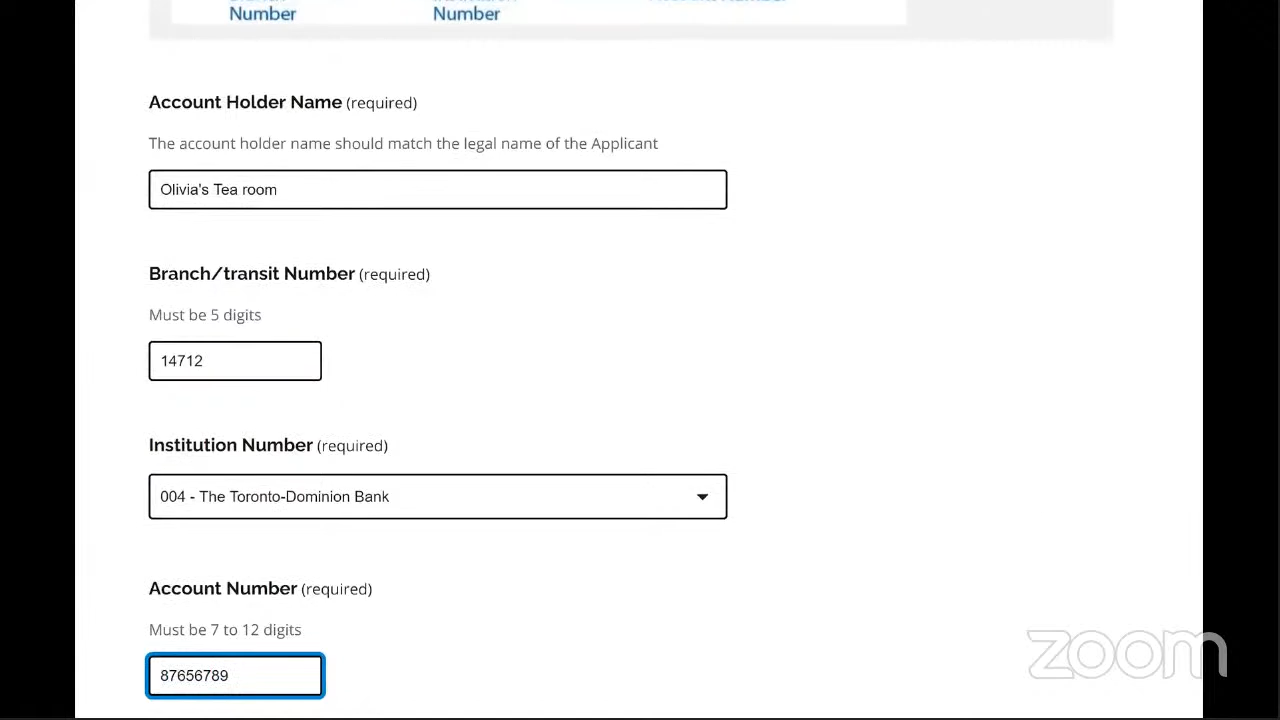 Number Number
Account Holder Name (required)
The account holder name should match the legal name of the Applicant
Olivia's Tea room
Branch/transit Number (required)
Must be 5 digits
14712
Institution Number (required)
004 - The Toronto-Dominion Bank
Account Number (required)
Must be 7 to 12 digits
87656789
zoom